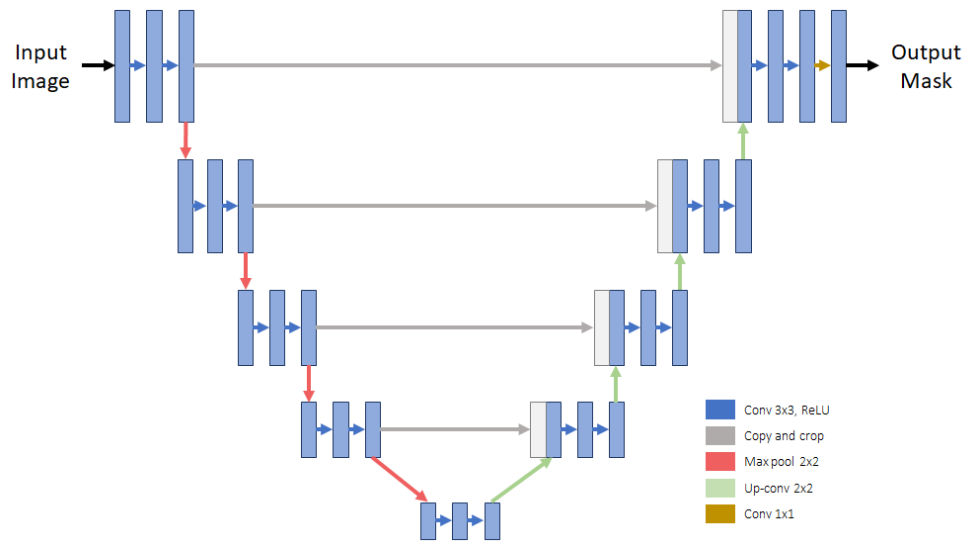 Input
Image
Output
Mask
Conv 3x3, ReLU
Copy and crop
Max pool 2x2
Up-conv 2x2
Conv 1x1